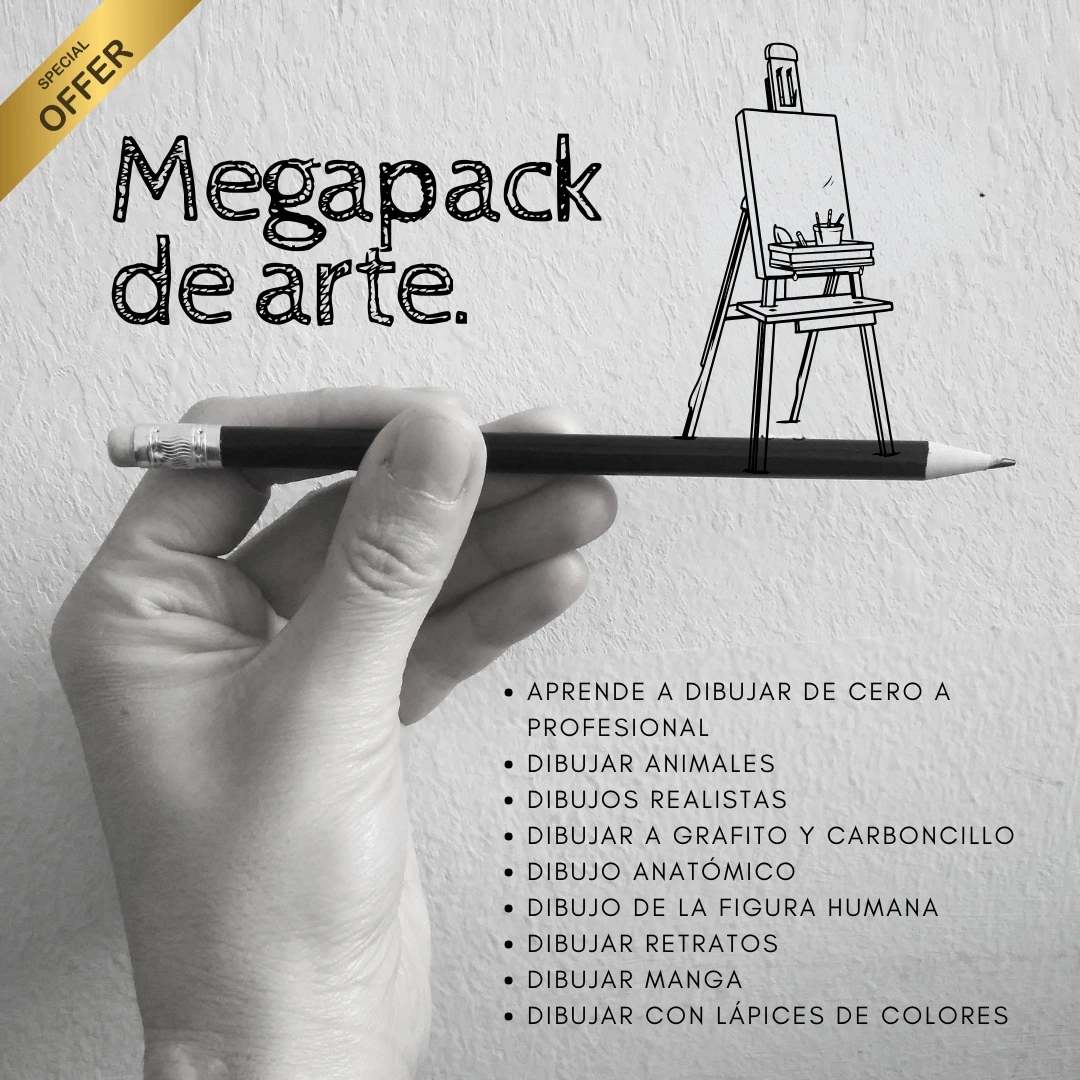 SPECIAL
OFFER
Megapack
de arte.
• APRENDE A DIBUJAR DE CERO A
PROFESIONAL
• DIBUJAR ANIMALES
• DIBUJOS REALISTAS
• DIBUJAR A GRAFITO Y CARBONCILLO
• DIBUJO ANATÓMICO
• DIBUJO DE LA FIGURA HUMANA
• DIBUJAR RETRATOS
• DIBUJAR MANGA
• DIBUJAR CON LÁPICES DE COLORES